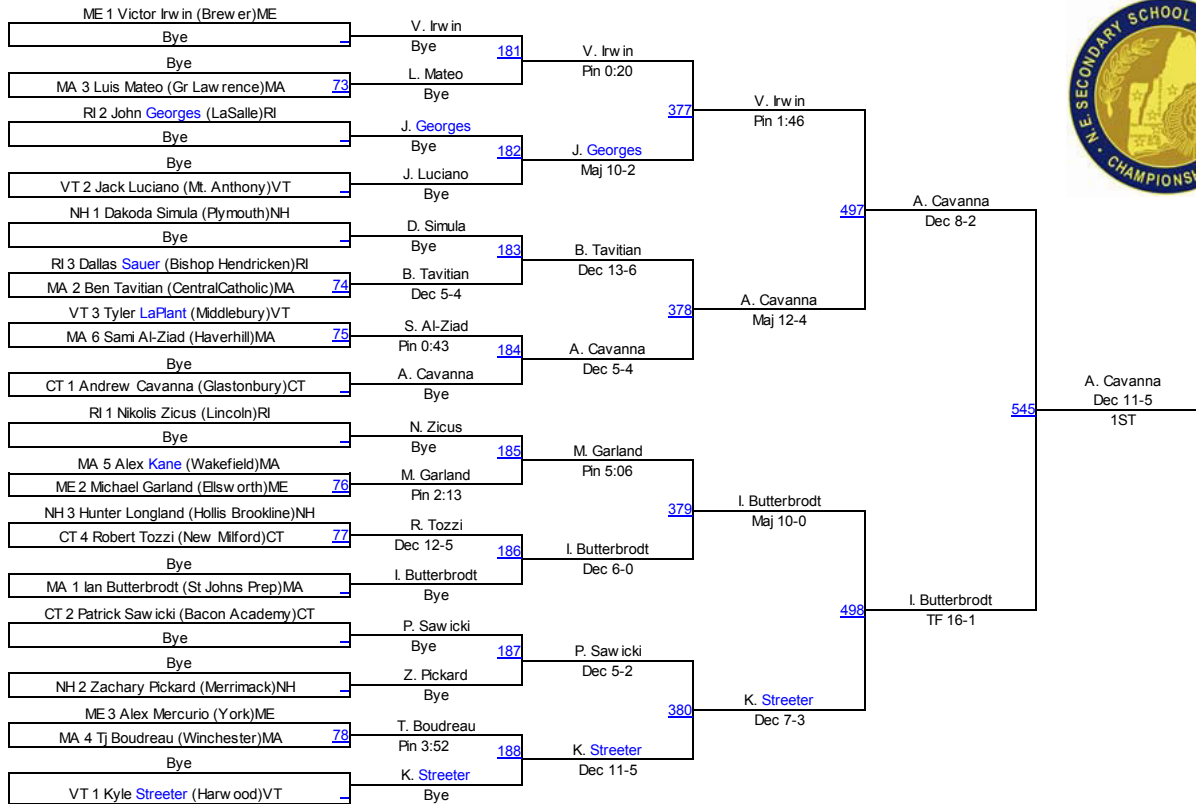 ME 1 Victor Irwin (Brewer)ME
Bye
Bye
MA 3 Luis Mateo (Gr Lawrence)MA 73
RI 2 John Georges (LaSalle)RI
Bye
Bye
VT 2 Jack Luciano (Mt. Anthony)VT
NH 1 Dakoda Simula (Plymouth)NH
Bye
RI 3 Dallas Sauer (Bishop Hendricken)RI
MA 2 Ben Tavitian (CentralCatholic)MA 74
VT 3 Tyler LaPlant (Middlebury)VT
MA 6 Sami Al-Ziad (Haverhill)MA 75
Bye
CT 1 Andrew Cavanna (Glastonbury)CT
RI 1 Nikolis Zicus (Lincoln)RI
Bye
MA 5 Alex Kane (Wakefield)MA
ME 2 Michael Garland (Ellsworth)ME 76
NH 3 Hunter Longland (Hollis Brookline)NH
CT 4 Robert Tozzi (New Milford)CT 77
Bye
MA 1 Ian Butterbrodt (St Johns Prep)MA
CT 2 Patrick Sawicki (Bacon Academy)CT
Bye
Bye
NH 2 Zachary Pickard (Merrimack)NH
ME 3 Alex Mercurio (York)ME
MA 4 Tj Boudreau (Winchester)MA 78
Bye
VT 1 Kyle Streeter (Harwood)VT
V. Irwin
Bye
181
L. Mateo
Bye
J. Georges
Bye
182
J. Luciano
Bye
D. Simula
Bye
183
B. Tavitian
Dec 5-4
S. Al-Ziad
Pin 0:43
184
A. Cavanna
Bye
N. Zicus
Bye
185
M. Garland
Pin 2:13
R. Tozzi
Dec 12-5
186
I. Butterbrodt
Bye
P. Sawicki
Bye
187
Z. Pickard
Bye
T. Boudreau
Pin 3:52
188
K. Streeter
Bye
V. Irwin
Pin 0:20
377
J. Georges
Maj 10-2
B. Tavitian
Dec 13-6
378
A. Cavanna
Dec 5-4
M. Garland
Pin 5:06
379
I. Butterbrodt
Dec 6-0
P. Sawicki
Dec 5-2
380
K. Streeter
Dec 11-5
V. Irwin
Pin 1:46
497
A. Cavanna
Maj 12-4
I. Butterbrodt
Maj 10-0
498
K. Streeter
Dec 7-3
A. Cavanna
Dec 8-2
545
I. Butterbrodt
TF 16-1
A. Cavanna
Dec 11-5
1ST
N.E. SECONDARY SCHOOL